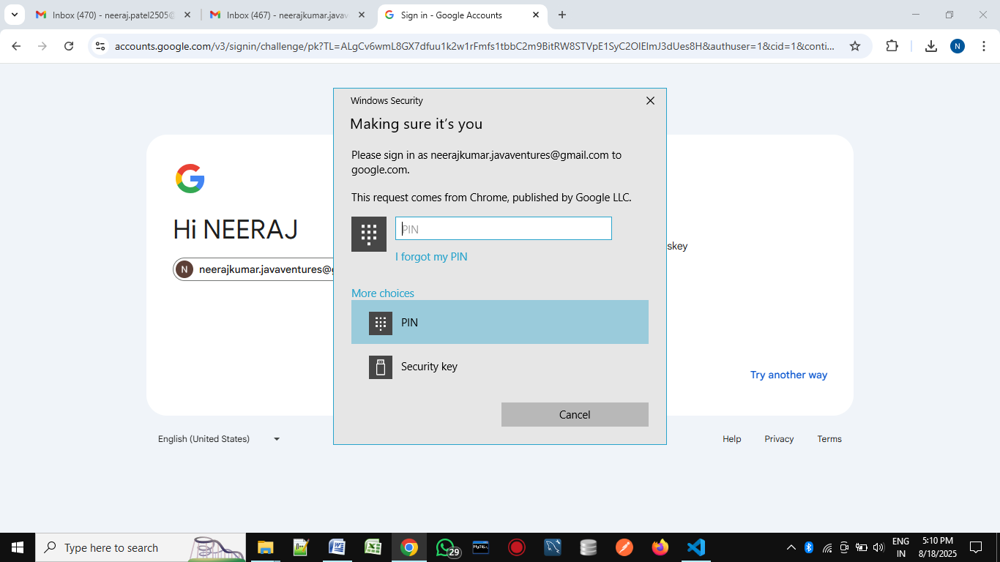 Inbox (470) - neeraj.patel2505@
Inbox (467) - neerajkumar.javav
Sign in - Google Accounts
accounts.google.com/v3/signin/challenge/pk?TL=ALgCv6wmL8GX7dfuu1k2w1rFmfs1tbbC2m9BitRW8STVpE1SyC2OIEImJ3dUes8H&authuser=1&cid=1&conti...
N
Windows Security
Making sure it's you
Please sign in as neerajkumar.javaventures@gmail.com to
google.com.
This request comes from Chrome, published by Google LLC.
PIN
I forgot my PIN
More choices
PIN
Security key
Cancel
Hi NEERAJ
N neerajkumar.javaventures@g
skey
Try another way
English (United States)
Help Privacy Terms
Type here to search
29
MySQL
ENG
IN
5:10 PM
8/18/2025